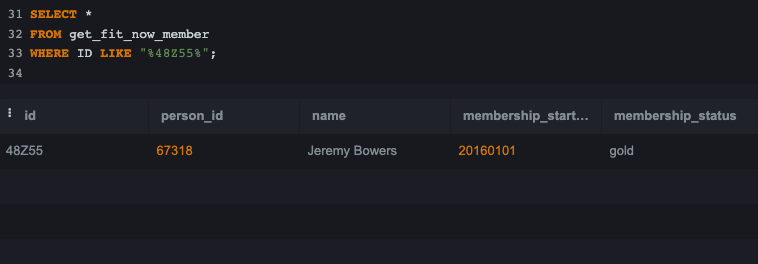 31 SELECT *
32 FROM get_fit_now_member
33 WHERE ID LIKE "%48Z55%";
34
⋮ id person_id name membership_start... membership_status
48Z55 67318 Jeremy Bowers 20160101 gold